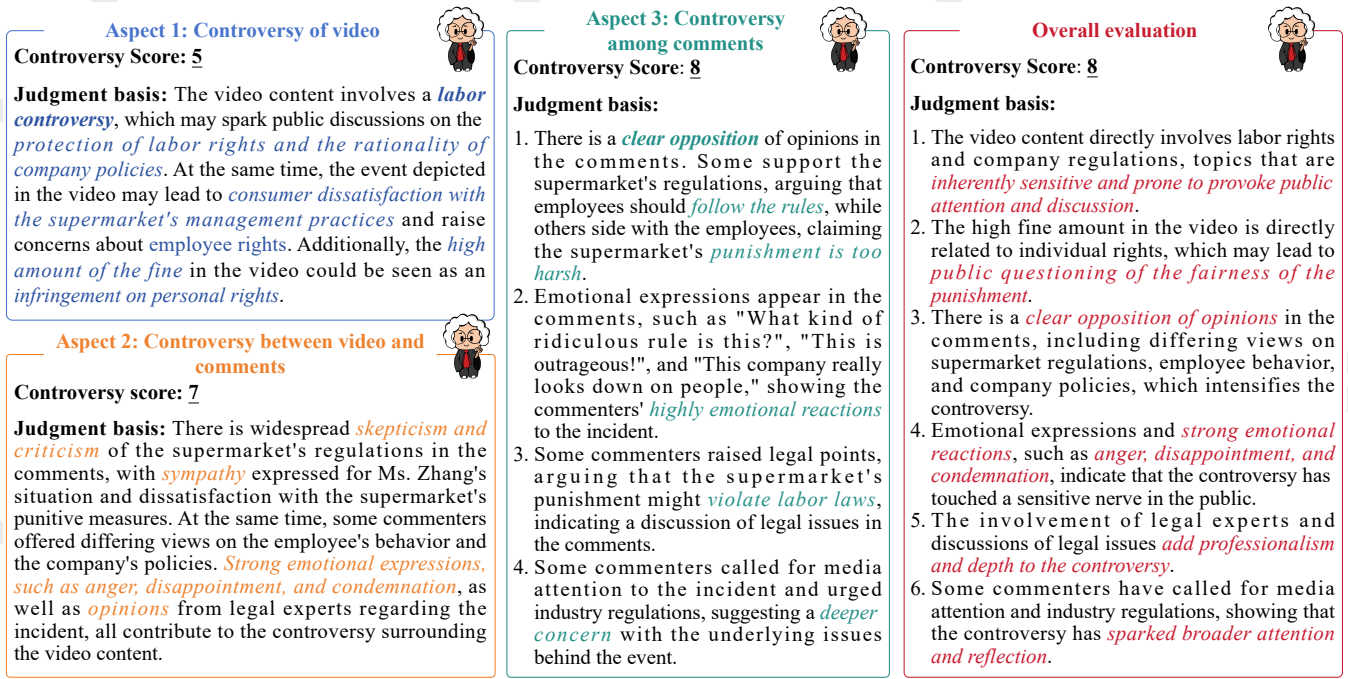 Aspect 1: Controversy of video
Controversy Score: 5
Judgment basis: The video content involves a labor
controversy, which may spark public discussions on the
protection of labor rights and the rationality of
company policies. At the same time, the event depicted
in the video may lead to consumer dissatisfaction with
the supermarket's management practices and raise
concerns about employee rights. Additionally, the high
amount of the fine in the video could be seen as an
infringement on personal rights.
Aspect 2: Controversy between video and
comments
Controversy score: 7
Judgment basis: There is widespread skepticism and
criticism of the supermarket's regulations in the
comments, with sympathy expressed for Ms. Zhang's
situation and dissatisfaction with the supermarket's
punitive measures. At the same time, some commenters
offered differing views on the employee's behavior and
the company's policies. Strong emotional expressions,
such as anger, disappointment, and condemnation, as
well as opinions from legal experts regarding the
incident, all contribute to the controversy surrounding
the video content.
Aspect 3: Controversy
among comments
Controversy Score: 8
Judgment basis:
1. There is a clear opposition of opinions in
the comments. Some support the
supermarket's regulations, arguing that
employees should follow the rules, while
others side with the employees, claiming
the supermarket's punishment is too
harsh.
2. Emotional expressions appear in the
comments, such as "What kind of
ridiculous rule is this?", "This is
outrageous!", and "This company really
looks down on people," showing the
commenters' highly emotional reactions
to the incident.
3. Some commenters raised legal points,
arguing that the supermarket's
punishment might violate labor laws,
indicating a discussion of legal issues in
the comments.
4. Some commenters called for media
attention to the incident and urged
industry regulations, suggesting a deeper
concern with the underlying issues
behind the event.
Overall evaluation
Controversy Score: 8
Judgment basis:
1. The video content directly involves labor rights
and company regulations, topics that are
inherently sensitive and prone to provoke public
attention and discussion.
2. The high fine amount in the video is directly
related to individual rights, which may lead to
public questioning of the fairness of the
punishment.
3. There is a clear opposition of opinions in the
comments, including differing views on
supermarket regulations, employee behavior,
and company policies, which intensifies the
controversy.
4. Emotional expressions and strong emotional
reactions, such as anger, disappointment, and
condemnation, indicate that the controversy has
touched a sensitive nerve in the public.
5. The involvement of legal experts and
discussions of legal issues add professionalism
and depth to the controversy.
6. Some commenters have called for media
attention and industry regulations, showing that
the controversy has sparked broader attention
and reflection.